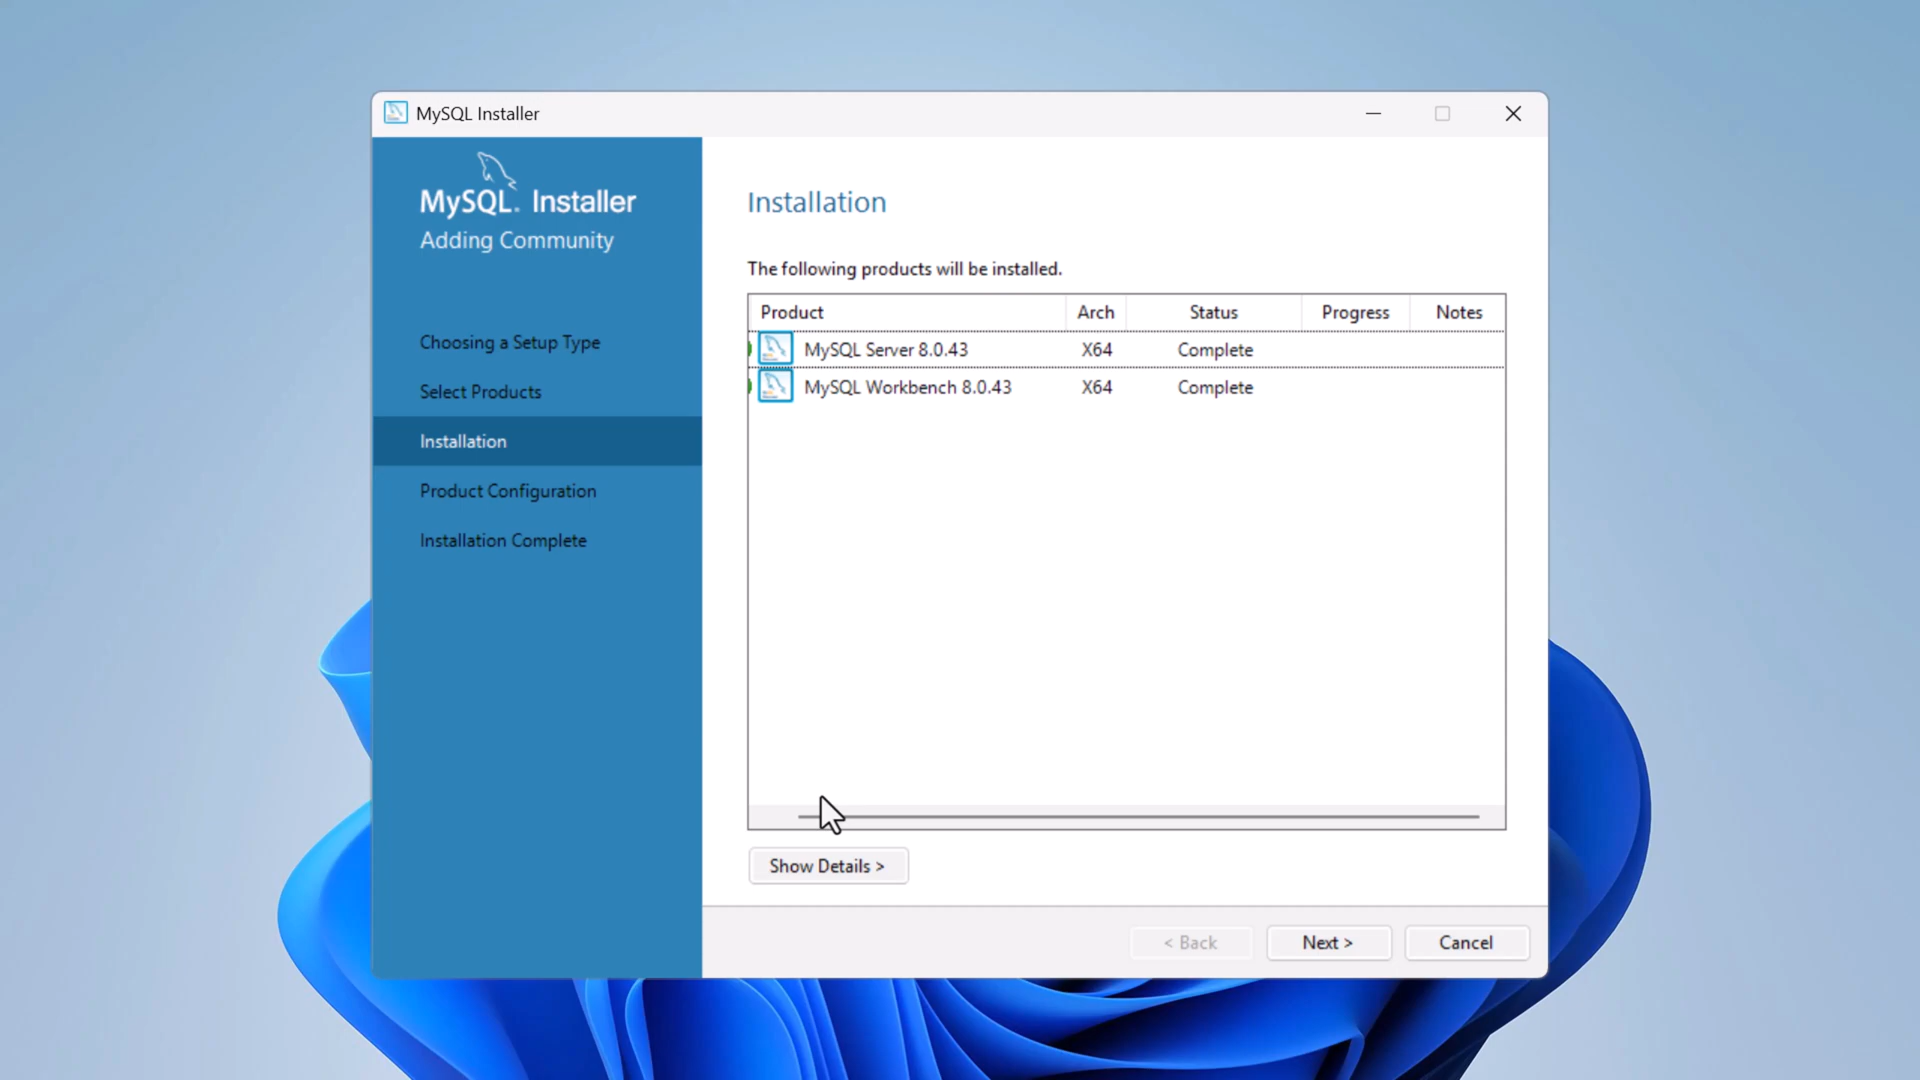 MySQL Installer
MySQL. Installer
Adding Community
Choosing a Setup Type
Select Products
Installation
Product Configuration
Installation Complete
Installation
The following products will be installed.
Product Arch Status Progress Notes
MySQL Server 8.0.43 X64 Complete
MySQL Workbench 8.0.43 X64 Complete
Show Details >
< Back Next > Cancel